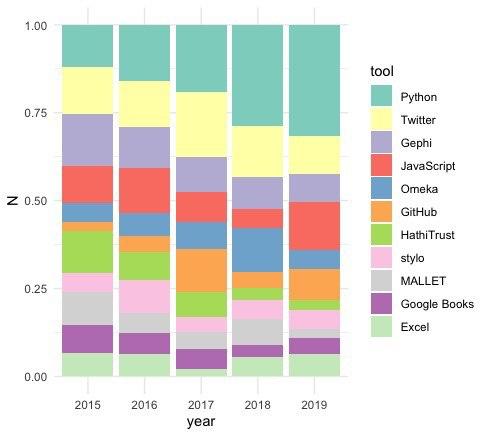 1.00
0.75
0.50
0.25
0.00
N
2015 2016 2017 2018 2019
year
tool
Python
Twitter
Gephi
JavaScript
Omeka
GitHub
HathiTrust
stylo
MALLET
Google Books
Excel